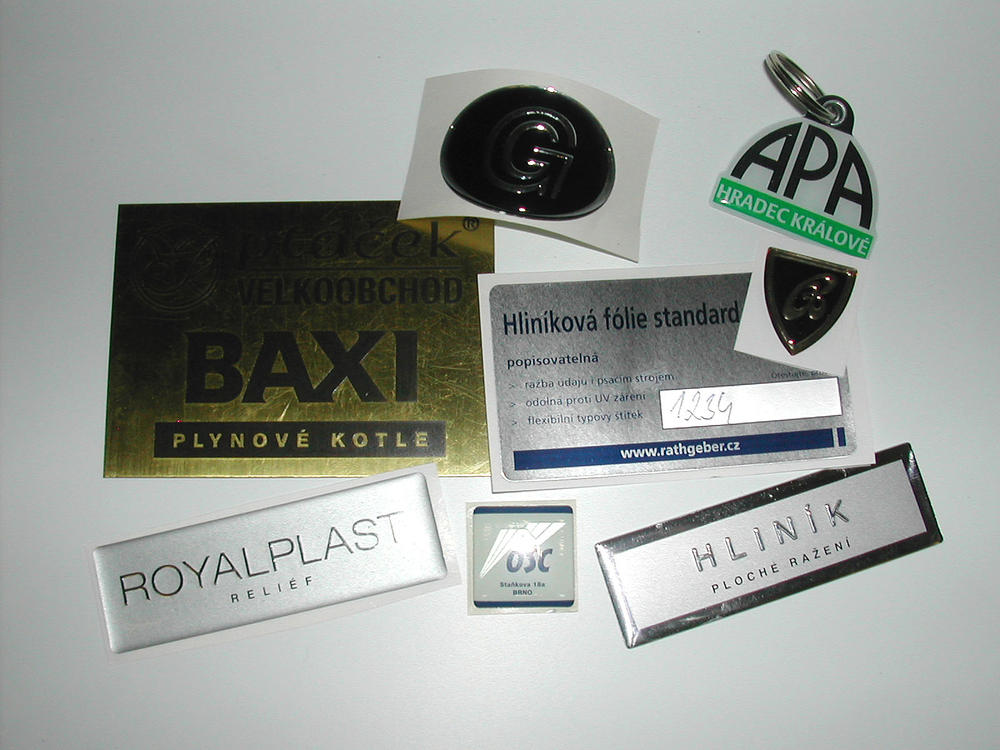 G
APA
HRADEC KRÁLOVÉ
ptáček®
VELKOOBCHOD
BAXI
PLYNOVÉ KOTLE
Hliníková fólie standard
popisovatelná
> ražba údajů i psacím strojem
> odolná proti UV záření
> flexibilní typový štítek
Otestujte,
1234
www.rathgeber.cz
ROYALPLAST
RELIÉF
OSC
Staňkova 18a
BRNO
HLINÍK
PLOCHÉ RAŽENÍ